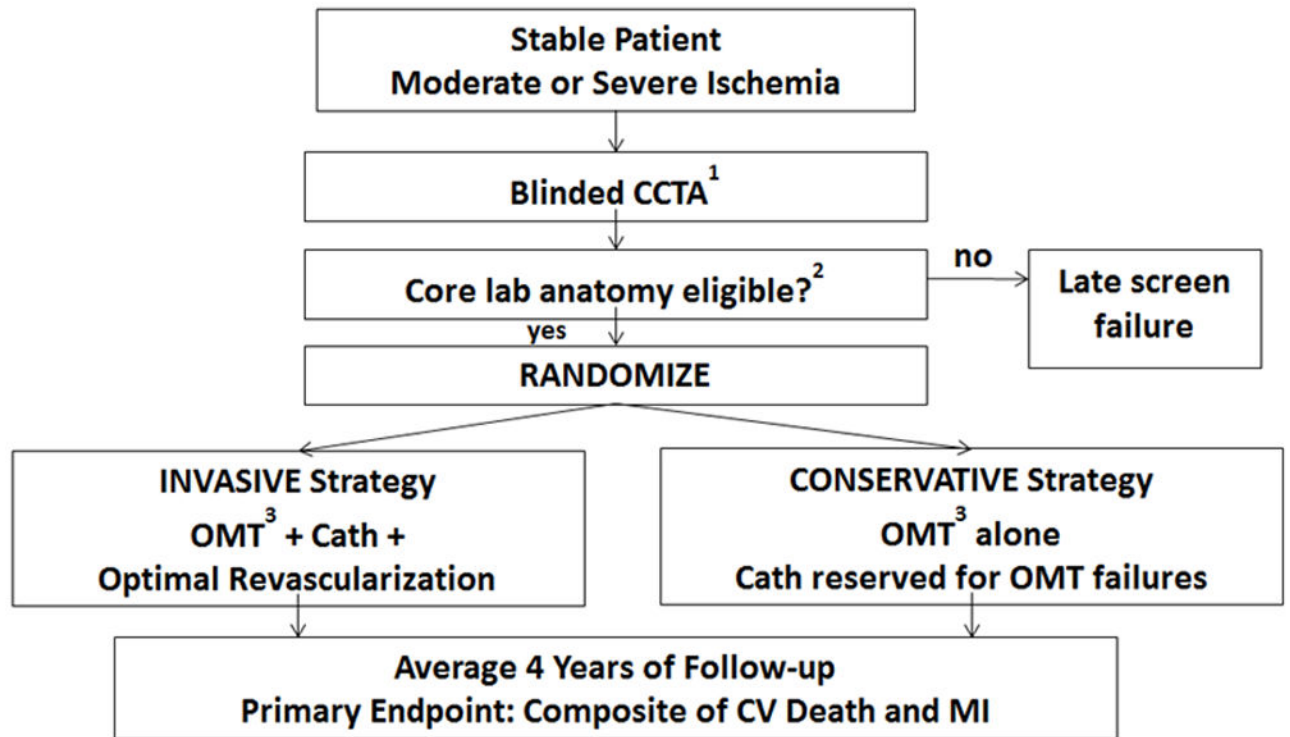 Stable Patient
Moderate or Severe Ischemia
Blinded CCTA¹
Core lab anatomy eligible?²
no
Late screen
failure
yes
RANDOMIZE
INVASIVE Strategy
OMT³ + Cath +
Optimal Revascularization
CONSERVATIVE Strategy
OMT³ alone
Cath reserved for OMT failures
Average 4 Years of Follow-up
Primary Endpoint: Composite of CV Death and MI